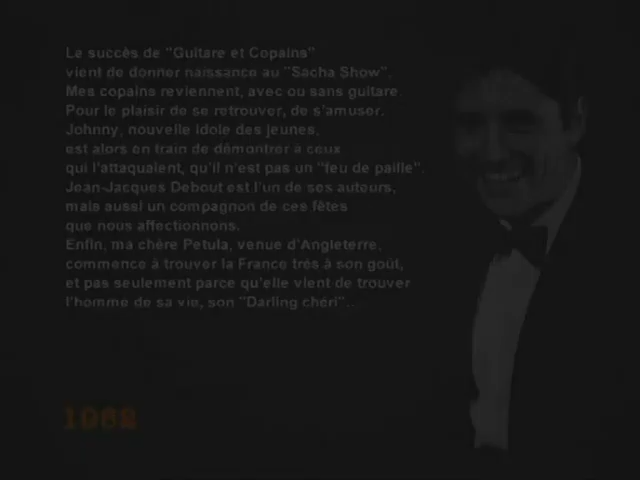 Le succès de "Guitare et Copains"
vient de donner naissance au "Sacha Show".
Mes copains reviennent, avec ou sans guitare.
Pour le plaisir de se retrouver, de s'amuser.
Johnny, nouvelle idole des jeunes,
est alors en train de démontrer à ceux
qui l'attaquaient, qu'il n'est pas un "feu de paille".
Jean-Jacques Debout est l'un de ses auteurs,
mais aussi un compagnon de ces fêtes
que nous affectionnons.
Enfin, ma chère Petula, venue d'Angleterre,
commence à trouver la France très à son goût,
et pas seulement parce qu'elle vient de trouver
l'homme de sa vie, son "Darling chéri"...